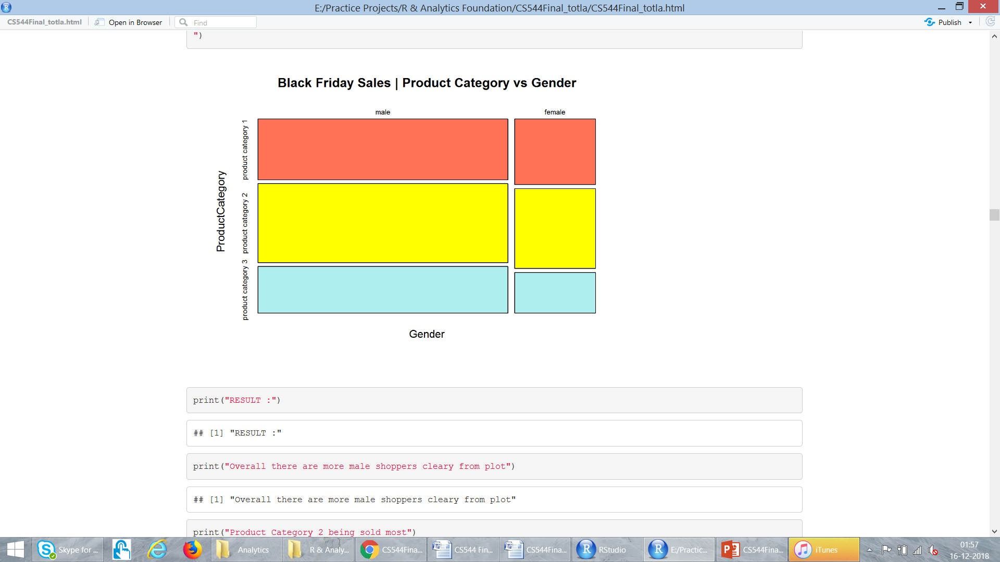 E:/Practice Projects/R & Analytics Foundation/CS544Final_totla/CS544Final_totla.html
CS544Final_totla.html Open in Browser Find Publish
")
Black Friday Sales | Product Category vs Gender
male female
product category 1
product category 2
product category 3
ProductCategory
Gender
print("RESULT :")
## [1] "RESULT :"
print("Overall there are more male shoppers cleary from plot")
## [1] "Overall there are more male shoppers cleary from plot"
print("Product Category 2 being sold most")
Skype for ... Analytics R & Analy... CS544Fina... CS544 Fin... CS544Fina... RStudio E:/Practic... CS544Fina... iTunes
01:57
16-12-2018